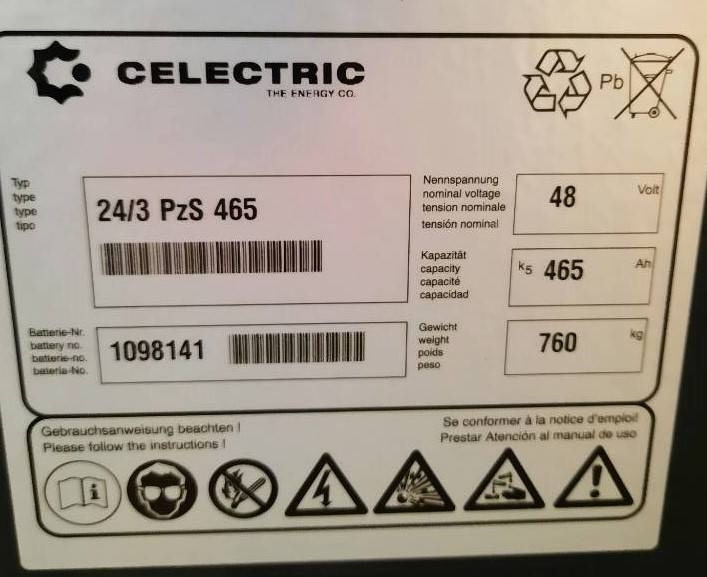 CELECTRIC
THE ENERGY CO.
Pb
Typ
type
type
tipo
24/3 PzS 465
Nennspannung
nominal voltage
tension nominale
tensión nominal
48 Volt
Kapazität
capacity
capacité
capacidad
k5 465 Ah
Batterie-Nr.
battery no.
batterie-no.
bateria-No.
1098141
Gewicht
weight
poids
peso
760 kg
Gebrauchsanweisung beachten !
Please follow the instructions !
Se conformer à la notice d'emploi!
Prestar Atención al manual de uso